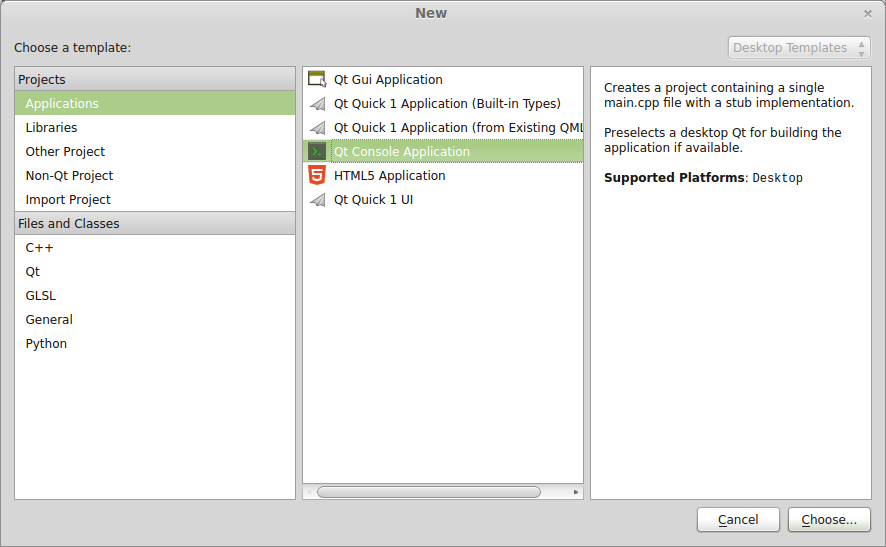 New
Choose a template:
Desktop Templates
Projects
Applications
Libraries
Other Project
Non-Qt Project
Import Project
Files and Classes
C++
Qt
GLSL
General
Python
Qt Gui Application
Qt Quick 1 Application (Built-in Types)
Qt Quick 1 Application (from Existing QML
Qt Console Application
HTML5 Application
Qt Quick 1 UI
Creates a project containing a single
main.cpp file with a stub implementation.
Preselects a desktop Qt for building the
application if available.
Supported Platforms: Desktop
Cancel
Choose...